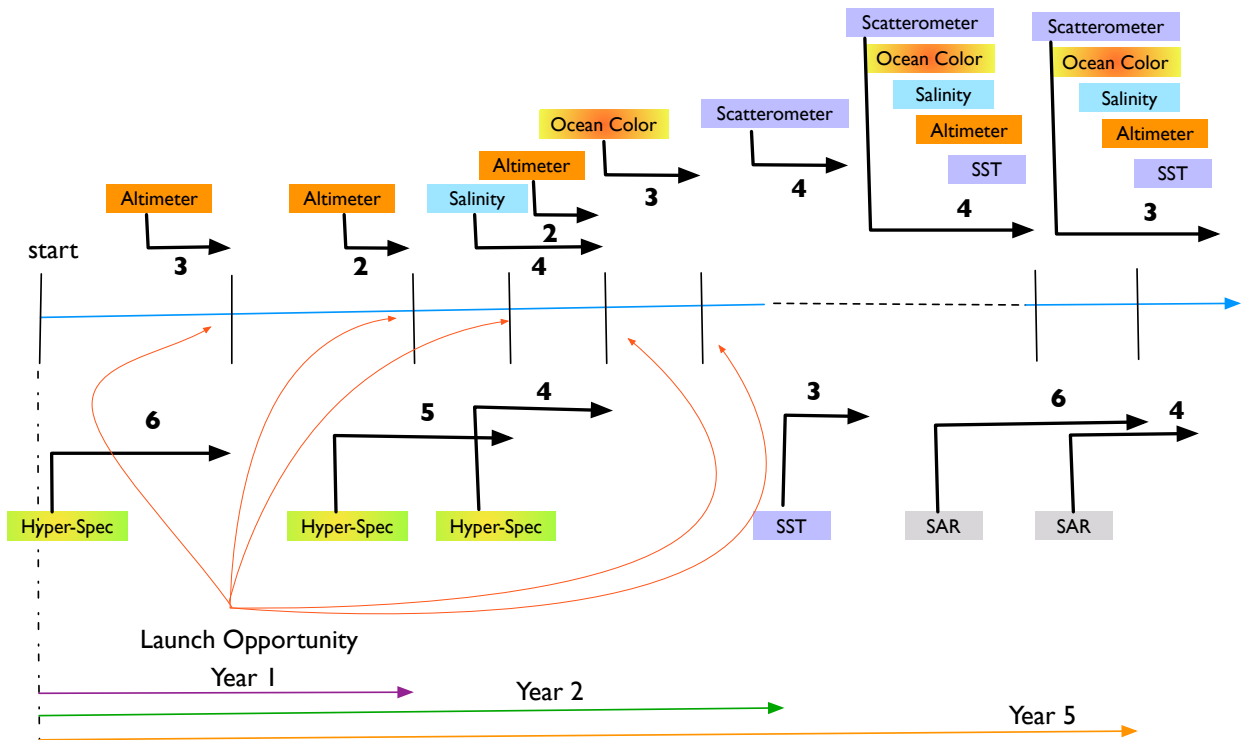 Scatterometer
Scatterometer
Ocean Color
Ocean Color
Salinity
Salinity
Scatterometer
Ocean Color
Altimeter
Altimeter
Altimeter
SST
SST
4
3
Altimeter
Altimeter
Salinity
4
3
2
start
3
2
4
6
5
4
3
6
4
Hyper-Spec
Hyper-Spec
Hyper-Spec
SST
SAR
SAR
Launch Opportunity
Year 1
Year 2
Year 5